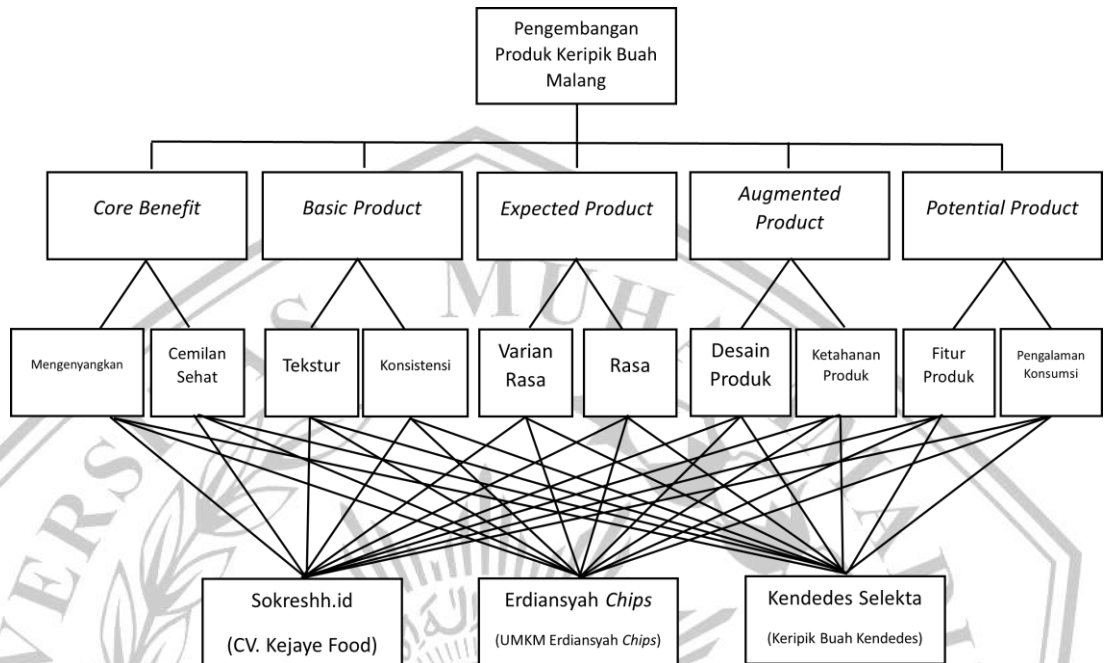 Pengembangan
Produk Keripik Buah
Malang
Core Benefit
Basic Product
Expected Product
Augmented
Product
Potential Product
Mengenyangkan
Cemilan
Sehat
Tekstur
Konsistensi
Varian
Rasa
Rasa
Desain
Produk
Ketahanan
Produk
Fitur
Produk
Pengalaman
Konsumsi
Sokreshh.id
(CV. Kejaye Food)
Erdiansyah Chips
(UMKM Erdiansyah Chips)
Kendedes Selekta
(Keripik Buah Kendedes)